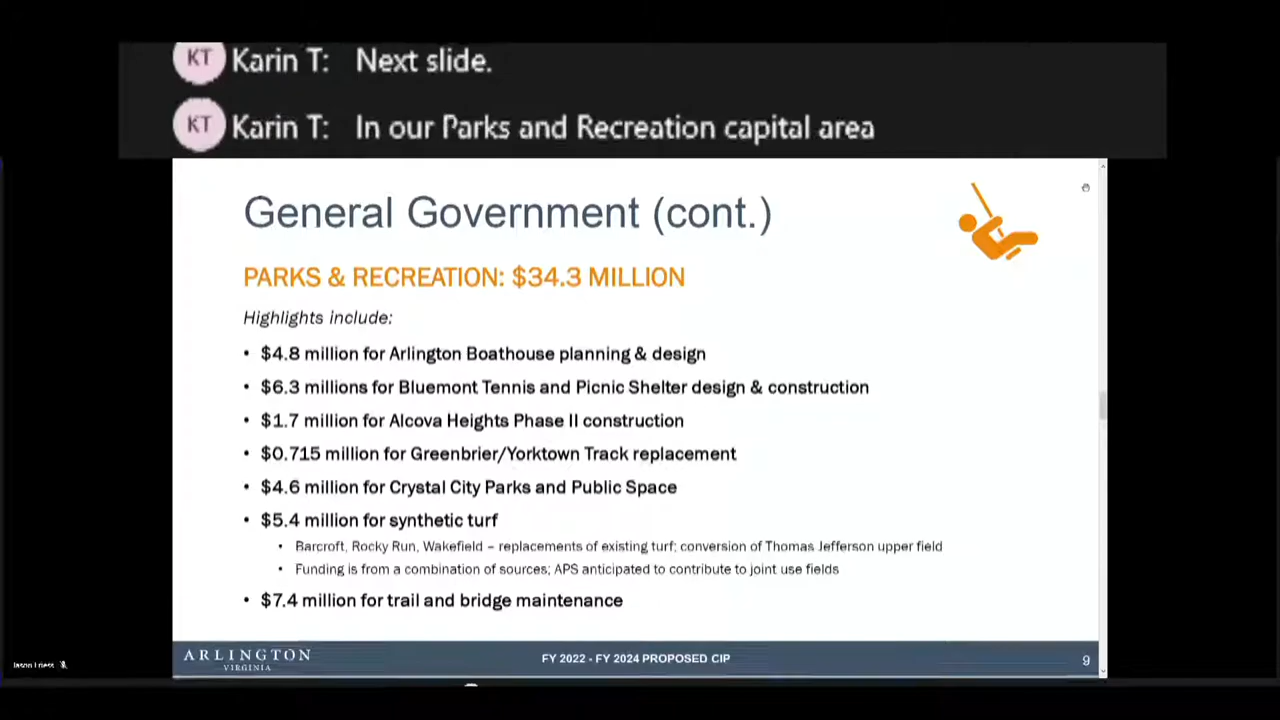 KT Karin T: Next slide.
KT Karin T: In our Parks and Recreation capital area
General Government (cont.)
PARKS & RECREATION: $34.3 MILLION
Highlights include:
• $4.8 million for Arlington Boathouse planning & design
• $6.3 millions for Bluemont Tennis and Picnic Shelter design & construction
• $1.7 million for Alcova Heights Phase II construction
• $0.715 million for Greenbrier/Yorktown Track replacement
• $4.6 million for Crystal City Parks and Public Space
• $5.4 million for synthetic turf
• Barcroft, Rocky Run, Wakefield – replacements of existing turf; conversion of Thomas Jefferson upper field
• Funding is from a combination of sources; APS anticipated to contribute to joint use fields
• $7.4 million for trail and bridge maintenance
ARLINGTON
VIRGINIA
FY 2022 - FY 2024 PROPOSED CIP
9
Jason